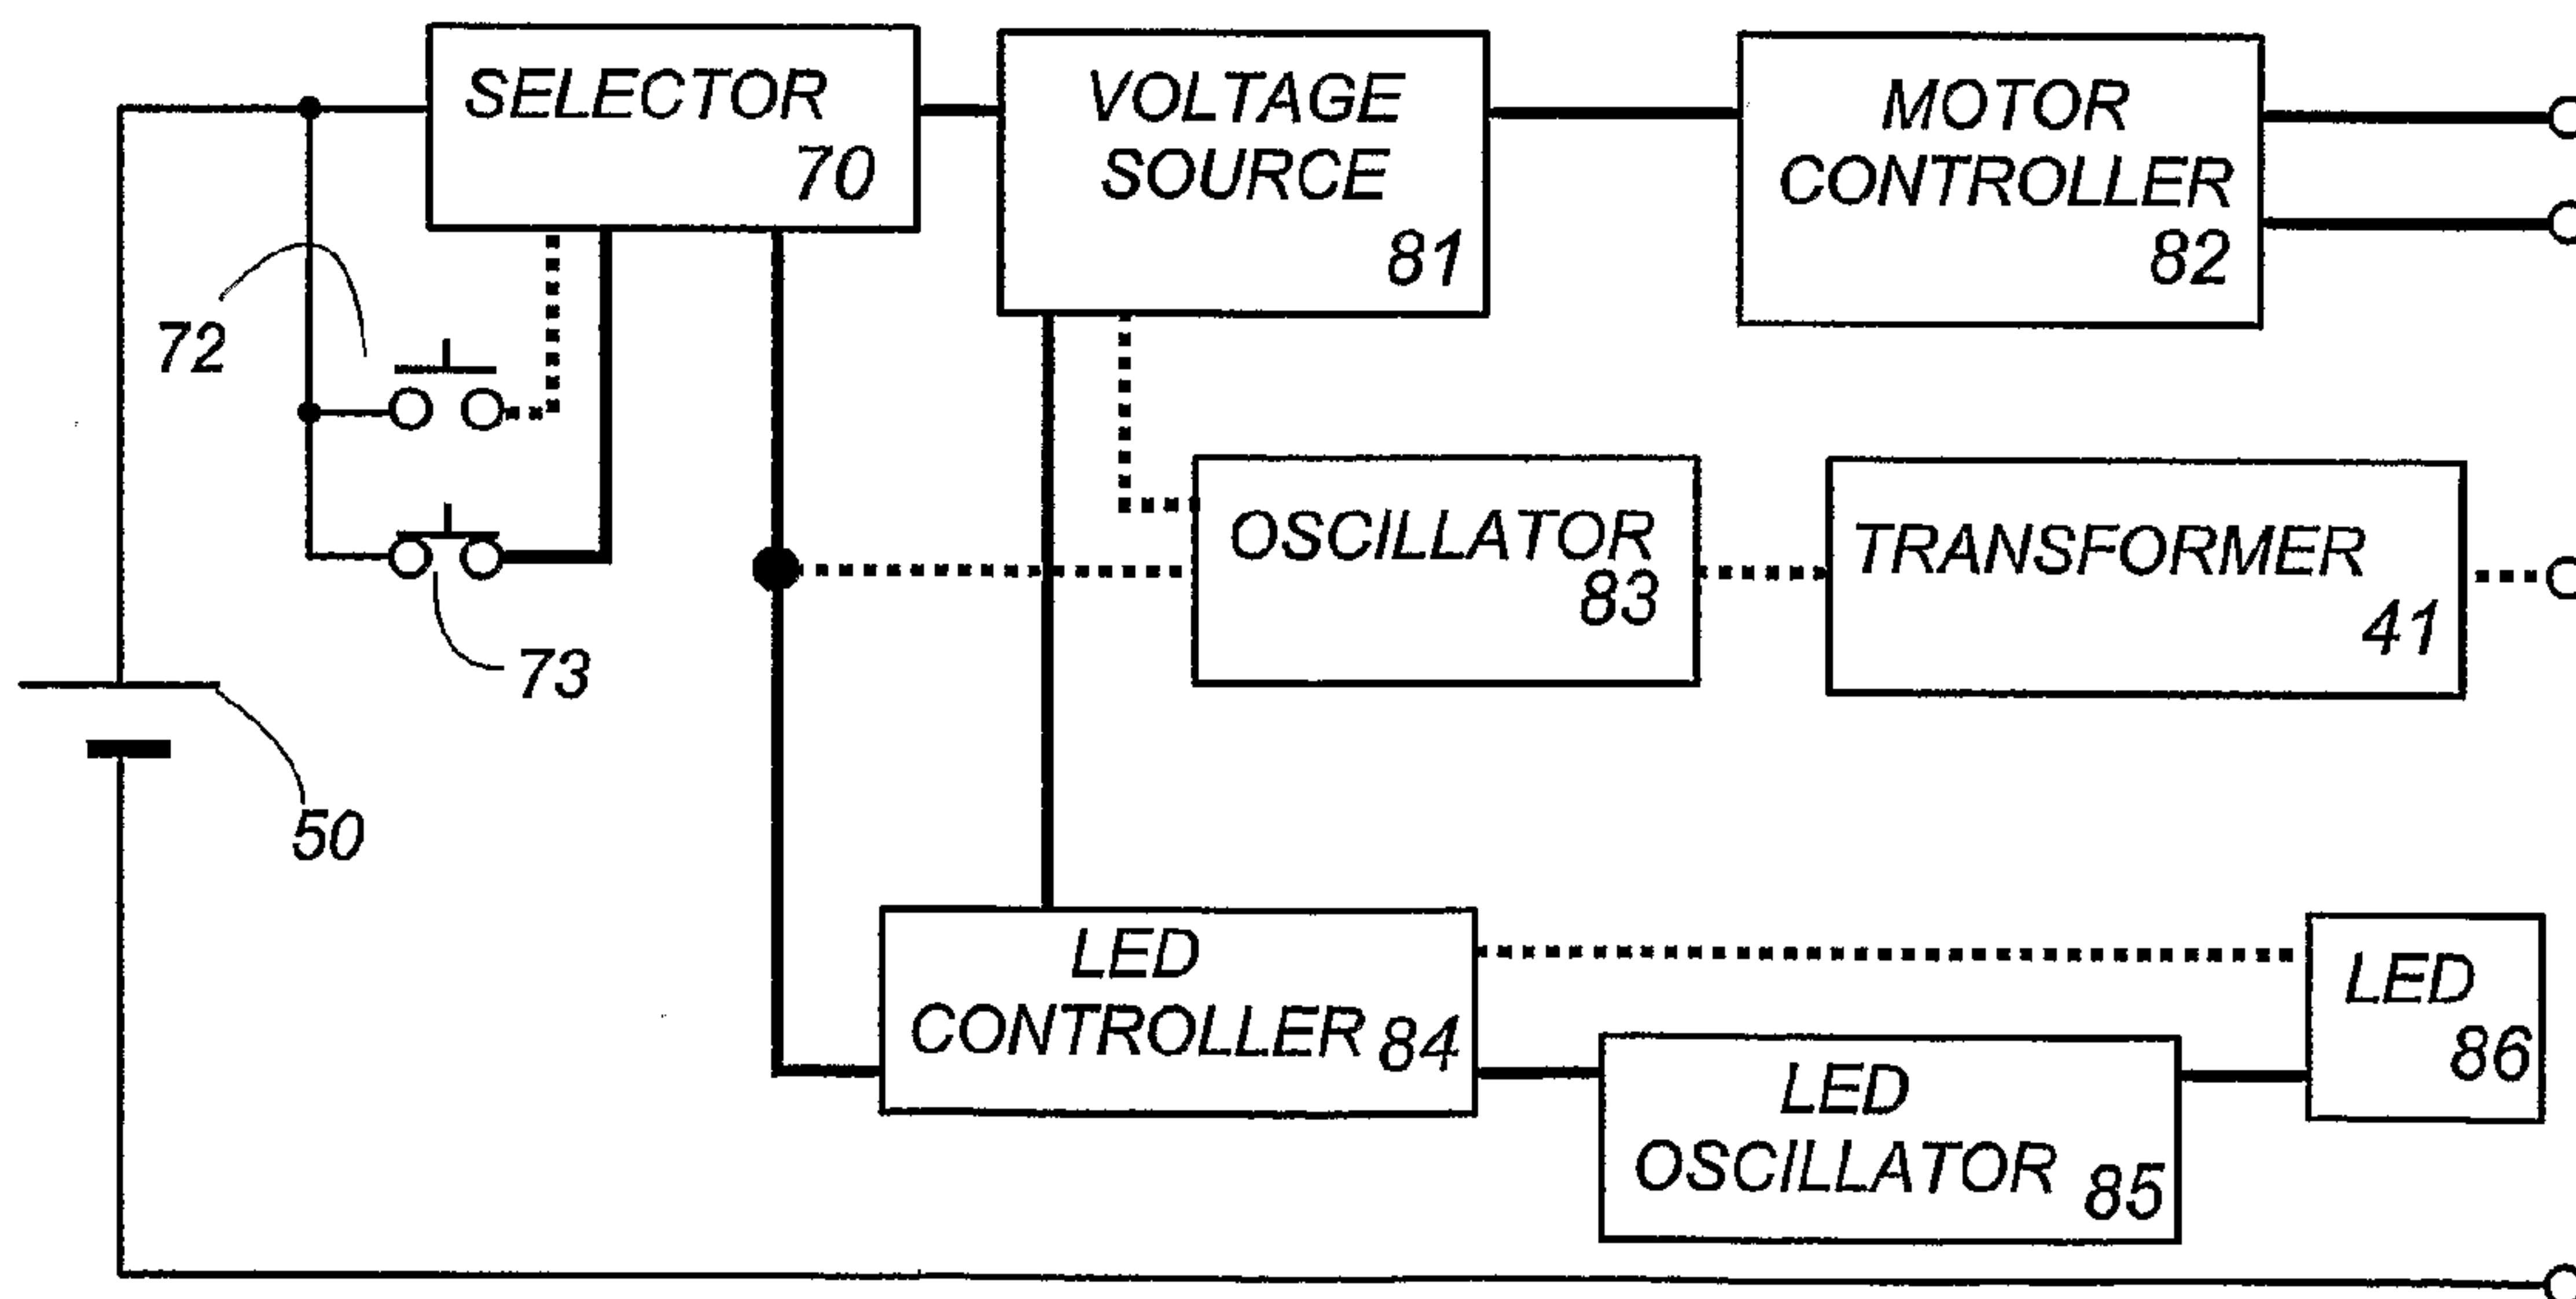 SELECTOR
70
VOLTAGE
SOURCE
81
MOTOR
CONTROLLER
82
72
73
50
OSCILLATOR
83
TRANSFORMER
41
LED
CONTROLLER 84
LED
OSCILLATOR 85
LED
86